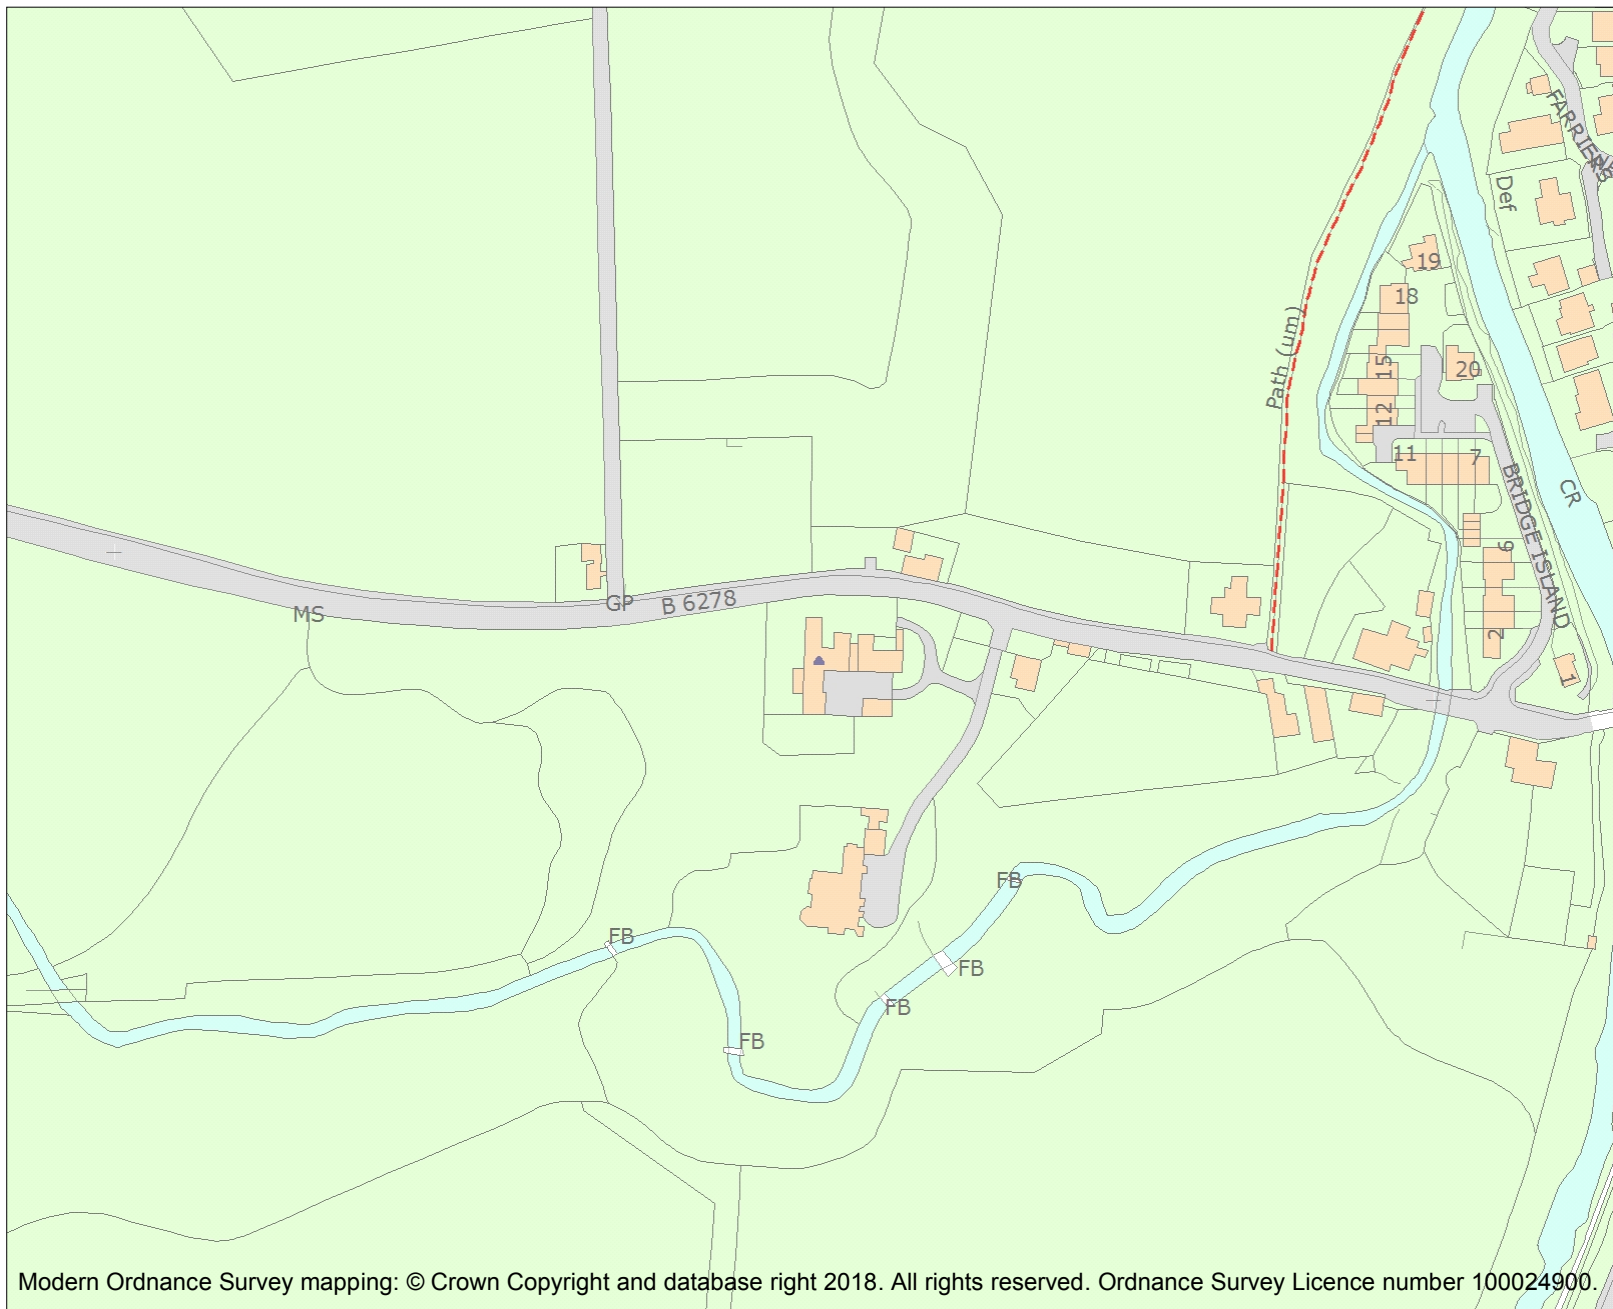 FARRIERS
Def
19
18
Path (um)
15
20
12
11
7
CR
BRIDGE ISLAND
6
GP
B 6278
MS
2
1
FB
FB
FB
FB
FB
Modern Ordnance Survey mapping: © Crown Copyright and database right 2018. All rights reserved. Ordnance Survey Licence number 100024900.